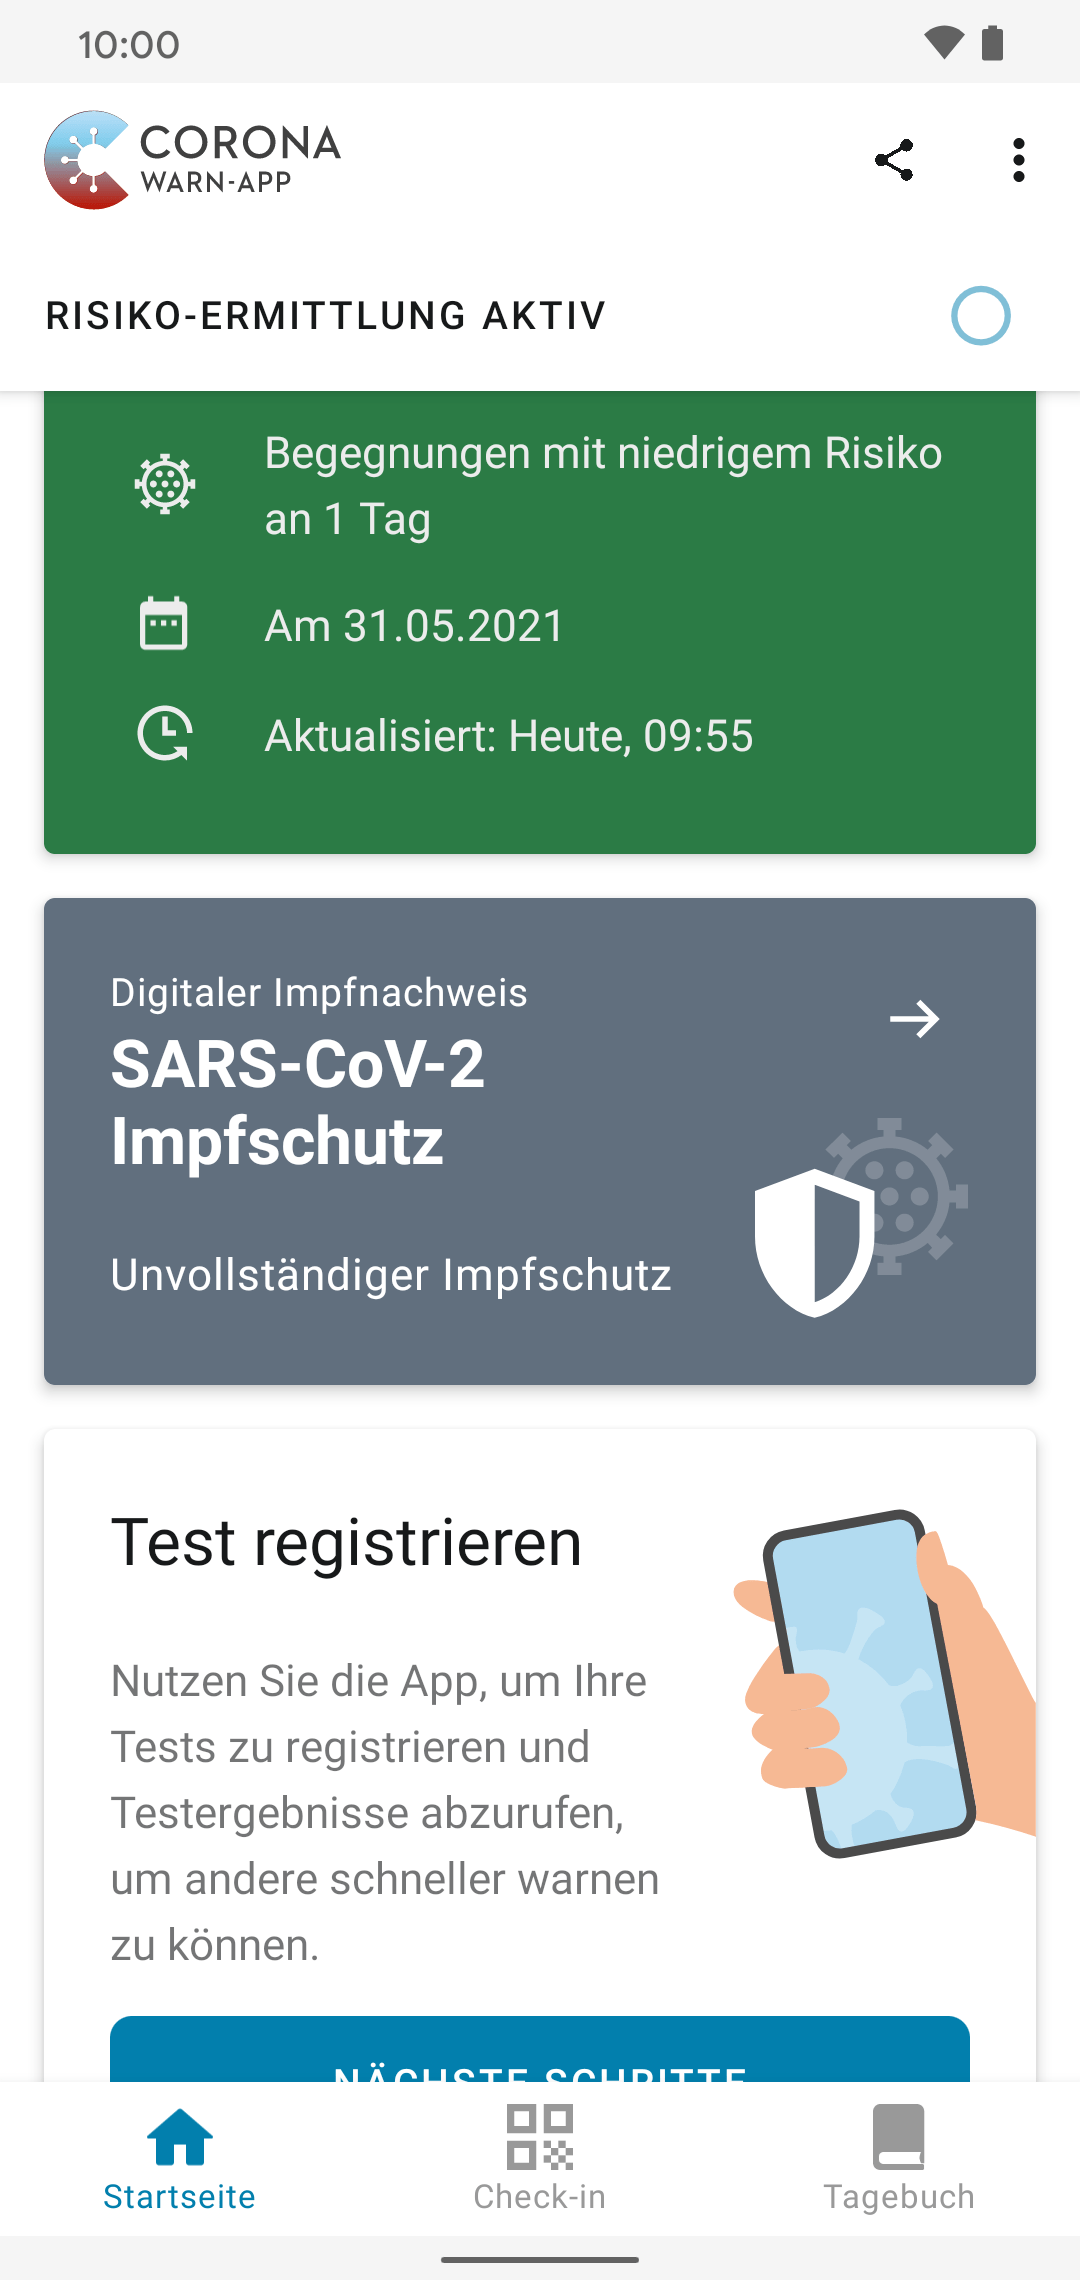 10:00
CORONA
WARN-APP
RISIKO-ERMITTLUNG AKTIV
Begegnungen mit niedrigem Risiko
an 1 Tag
Am 31.05.2021
Aktualisiert: Heute, 09:55
Digitaler Impfnachweis
SARS-CoV-2
Impfschutz
Unvollständiger Impfschutz
Test registrieren
Nutzen Sie die App, um Ihre
Tests zu registrieren und
Testergebnisse abzurufen,
um andere schneller warnen
zu können.
NÄCHSTE SCHRITTE
Startseite
Check-in
Tagebuch